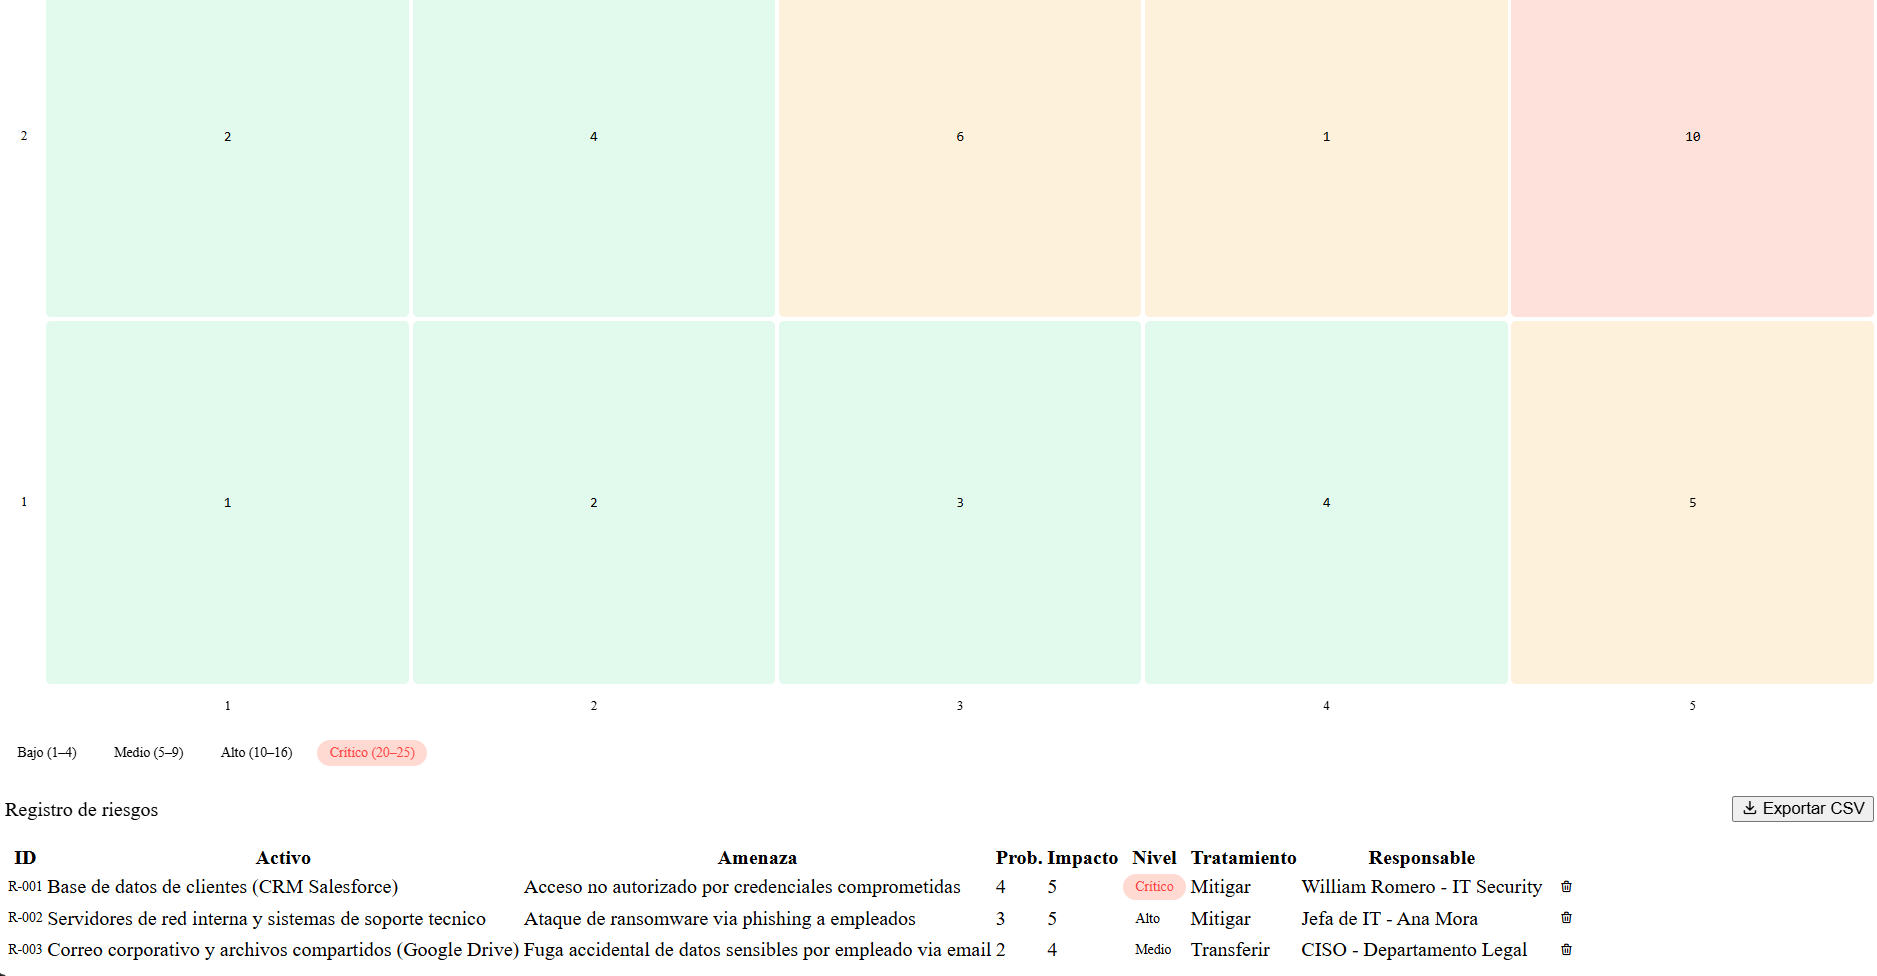 2 2 4 6 1 10
1 1 2 3 4 5
1 2 3 4 5
Bajo (1–4) Medio (5–9) Alto (10–16) Crítico (20–25)
Registro de riesgos Exportar CSV
ID Activo Amenaza Prob. Impacto Nivel Tratamiento Responsable
R-001 Base de datos de clientes (CRM Salesforce) Acceso no autorizado por credenciales comprometidas 4 5 Crítico Mitigar William Romero - IT Security
R-002 Servidores de red interna y sistemas de soporte tecnico Ataque de ransomware via phishing a empleados 3 5 Alto Mitigar Jefa de IT - Ana Mora
R-003 Correo corporativo y archivos compartidos (Google Drive) Fuga accidental de datos sensibles por empleado via email 2 4 Medio Transferir CISO - Departamento Legal